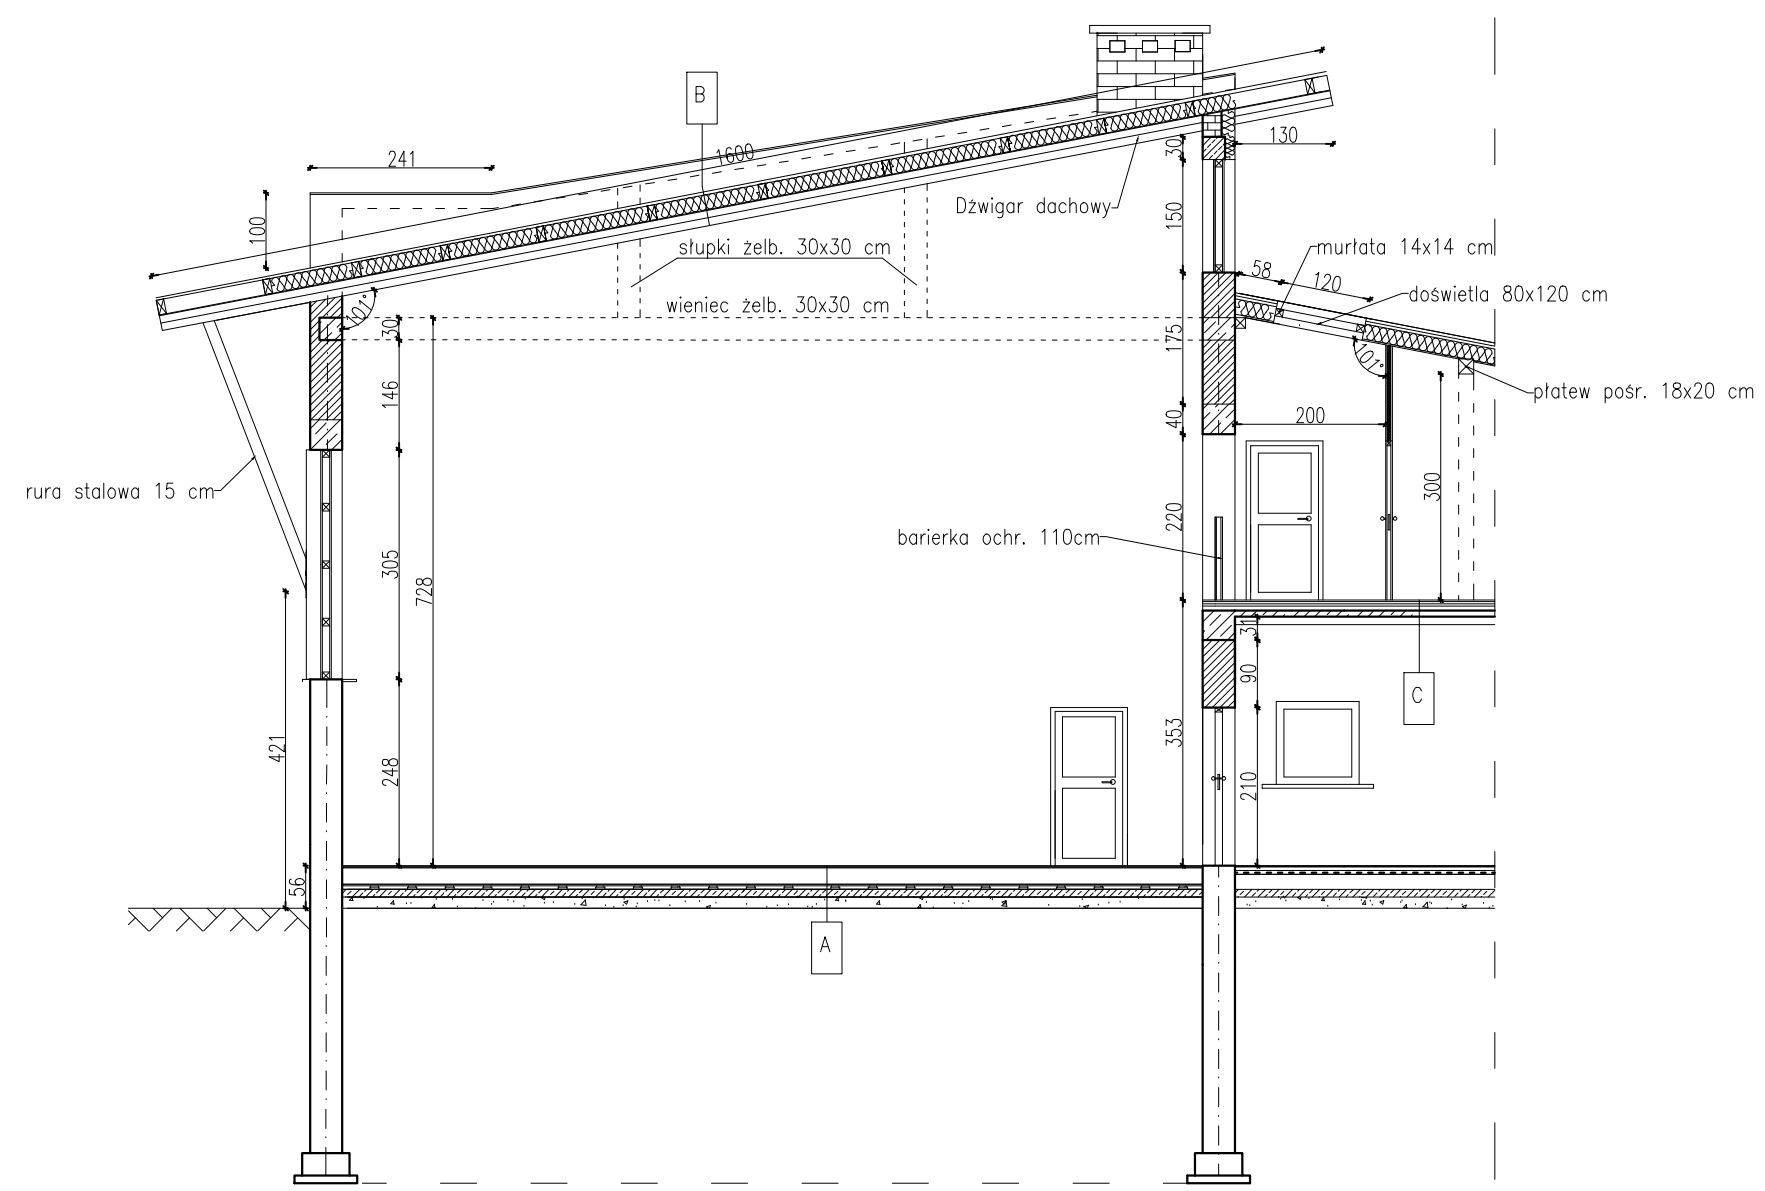 B
241
1600
130
30
100
Dźwigar dachowy
150
słupki żelb. 30x30 cm
murłata 14x14 cm
58
120
doświetla 80x120 cm
101°
wieniec żelb. 30x30 cm
30
175
101°
146
płatew pośr. 18x20 cm
40
200
rura stalowa 15 cm
300
220
barierka ochr. 110cm
305
728
31
90
C
421
248
353
210
56
A